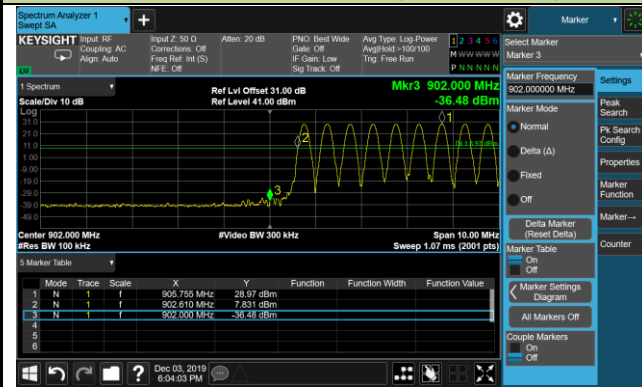 Spectrum Analyzer 1
Swept SA
+
Marker
KEYSIGHT
Input: RF
Coupling: AC
Align: Auto
Input Z: 50 Ω
Corrections: Off
Freq Ref: Int (S)
NFE: Off
Atten: 20 dB
PNO: Best Wide
Gate: Off
IF Gain: Low
Sig Track: Off
Avg Type: Log-Power
Avg|Hold:>100/100
Trig: Free Run
1 2 3 4 5 6
M W W W W W
P N N N N N
Select Marker
Marker 3
1 Spectrum
Scale/Div 10 dB
Ref Lvl Offset 31.00 dB
Ref Level 41.00 dBm
Mkr3 902.000 MHz
-36.48 dBm
Log
31.0
21.0
11.0
1.00
-9.00
-19.0
-29.0
-39.0
-49.0
1
2
3
Center 902.000 MHz
#Video BW 300 kHz
Span 10.00 MHz
#Res BW 100 kHz
Sweep 1.07 ms (2001 pts)
5 Marker Table
Mode Trace Scale X Y Function Function Width Function Value
1 N 1 f 905.755 MHz 28.97 dBm
2 N 1 f 902.610 MHz 7.831 dBm
3 N 1 f 902.000 MHz -36.48 dBm
4
5
6
Marker Frequency
902.000000 MHz
Marker Mode
Normal
Delta (Δ)
Fixed
Off
Delta Marker
(Reset Delta)
Marker Table
On
Off
Marker Settings
Diagram
All Markers Off
Couple Markers
On
Off
Settings
Peak
Search
Pk Search
Config
Properties
Marker
Function
Marker→
Counter
?
Dec 03, 2019
6:04:03 PM